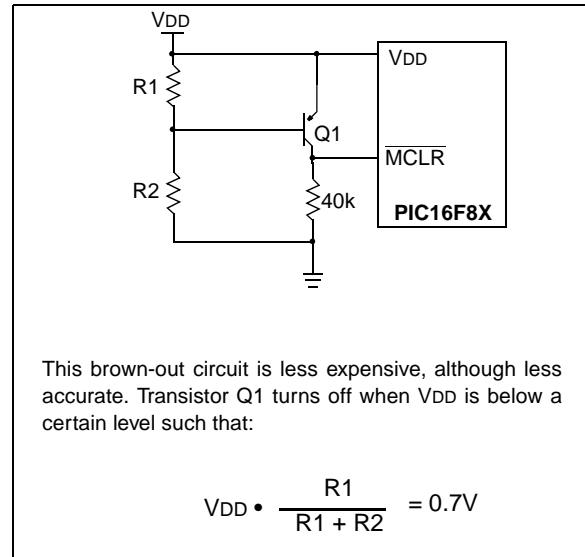 VDD
R1
VDD
Q1
MCLR
R2
40k
PIC16F8X
This brown-out circuit is less expensive, although less
accurate. Transistor Q1 turns off when VDD is below a
certain level such that:
VDD • R1 / R1 + R2 = 0.7V